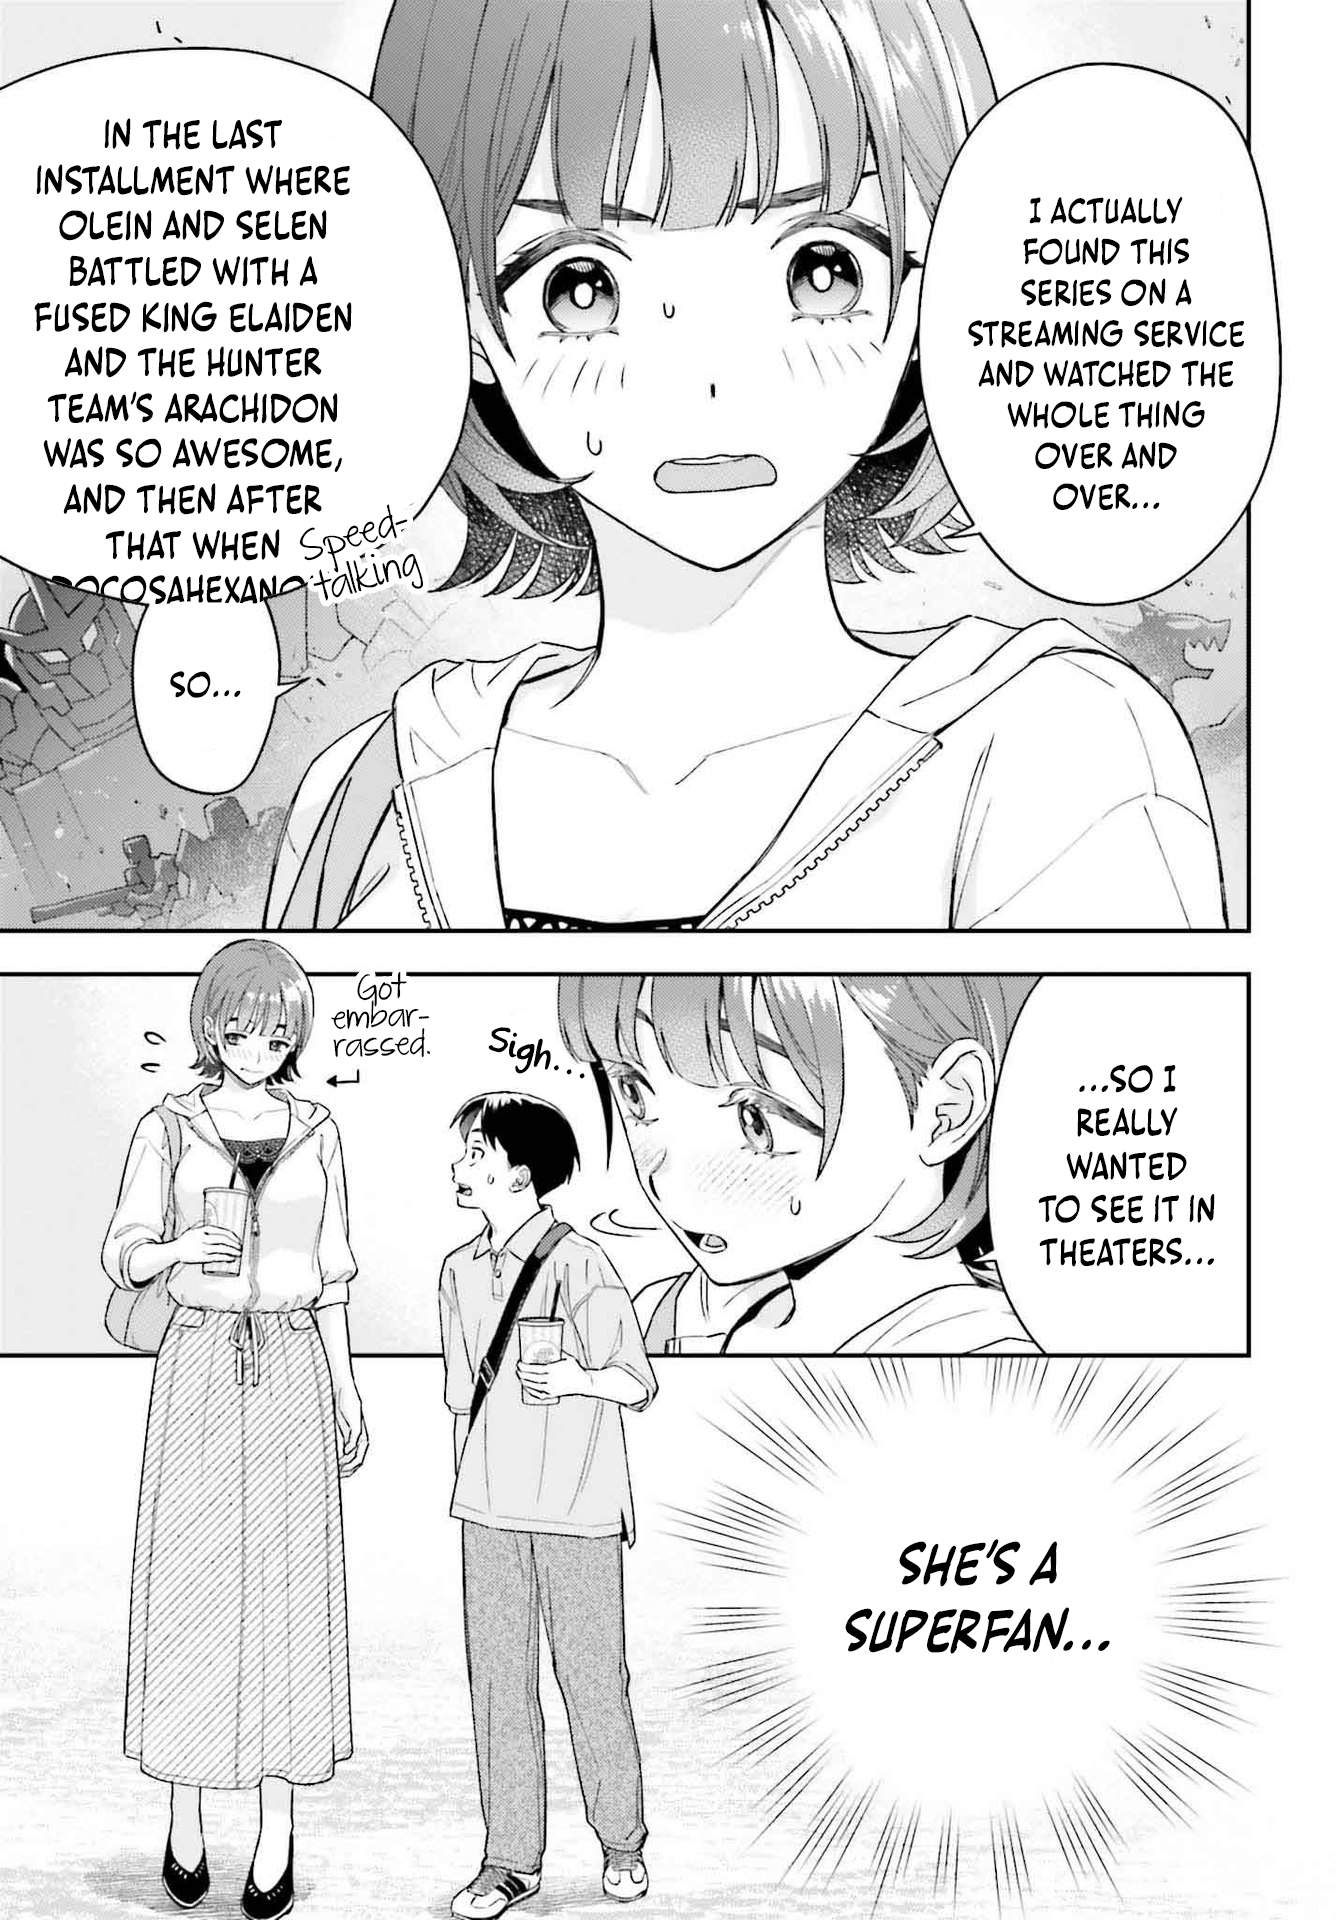 I ACTUALLY
FOUND THIS
SERIES ON A
STREAMING SERVICE
AND WATCHED THE
WHOLE THING
OVER AND
OVER...
IN THE LAST
INSTALLMENT WHERE
OLEIN AND SELEN
BATTLED WITH A
FUSED KING ELAIDEN
AND THE HUNTER
TEAM'S ARACHIDON
WAS SO AWESOME,
AND THEN AFTER
THAT WHEN
Speed-
talking
SO...
...SO I
REALLY
WANTED
TO SEE IT IN
THEATERS...
Sigh...
Got
embar-
rassed.
SHE'S A
SUPERFAN...